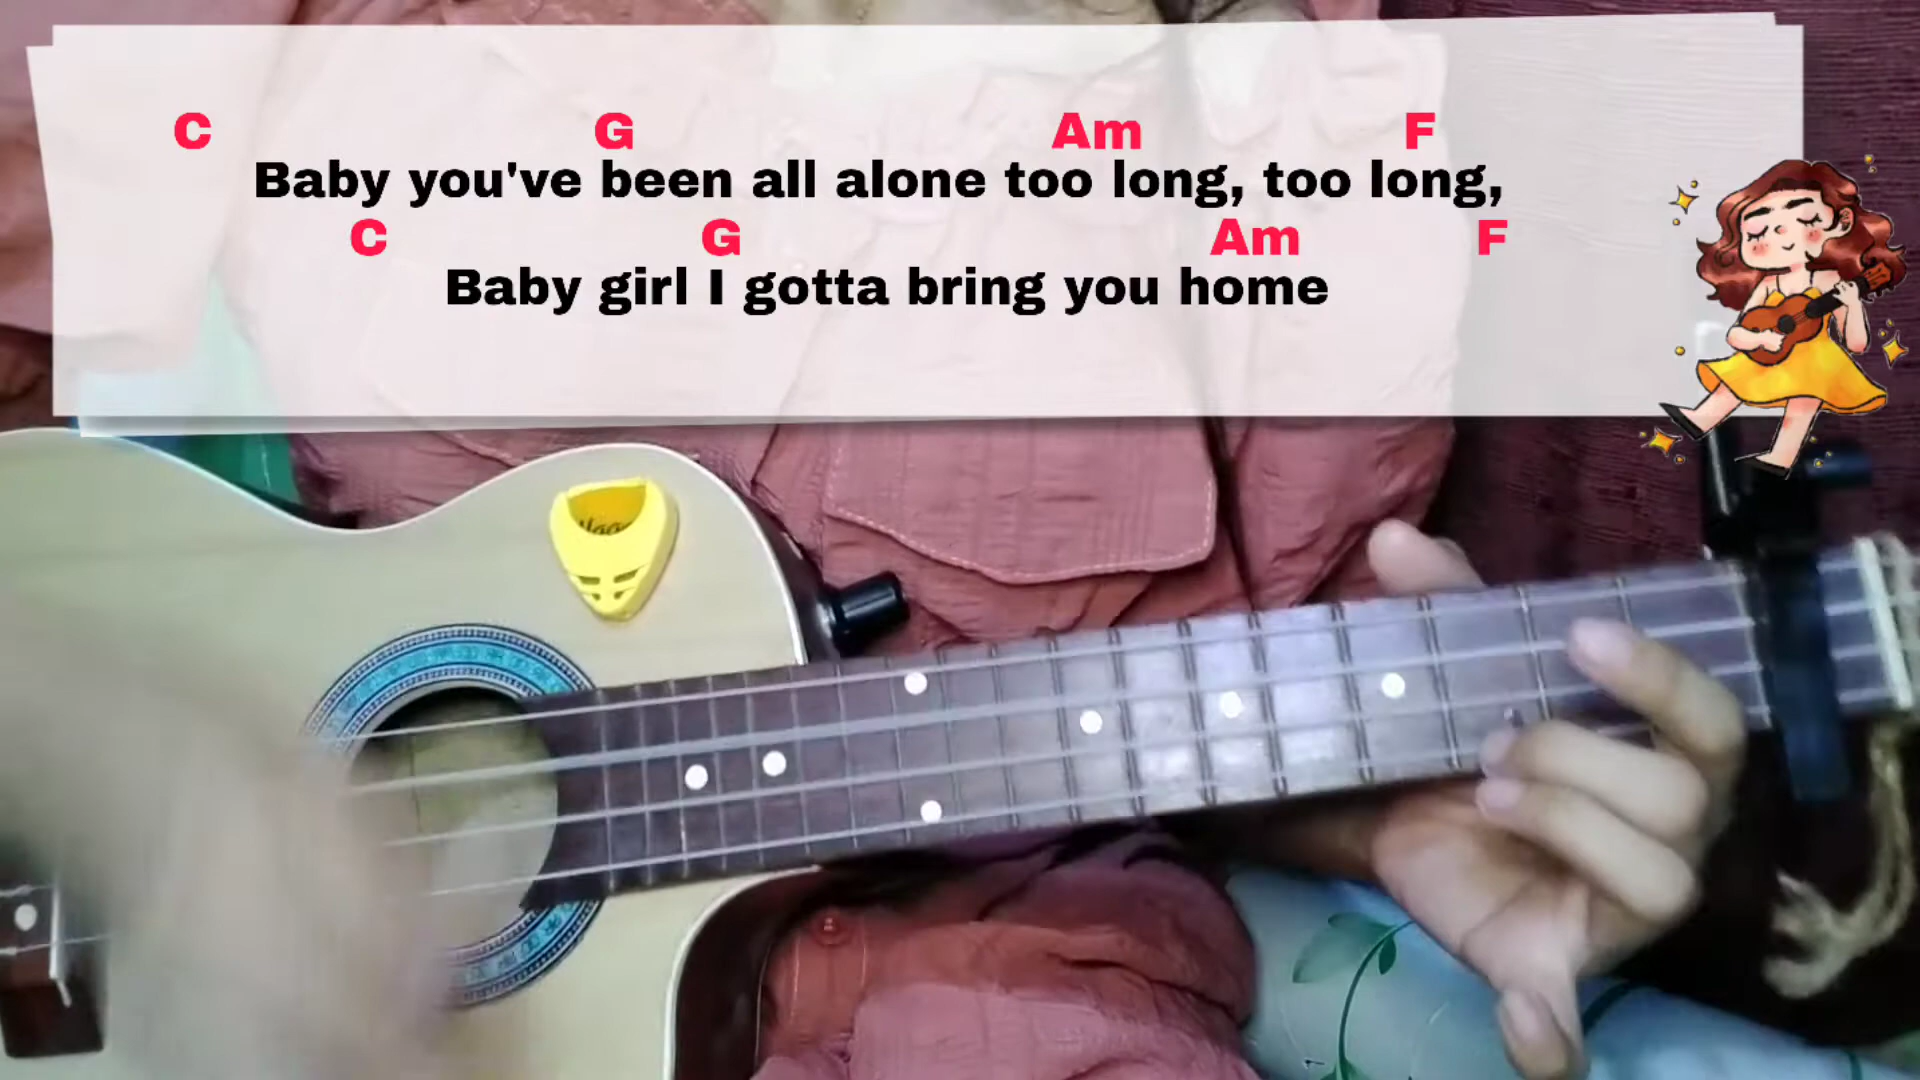 C G Am F
Baby you've been all alone too long, too long,
C G Am F
Baby girl I gotta bring you home